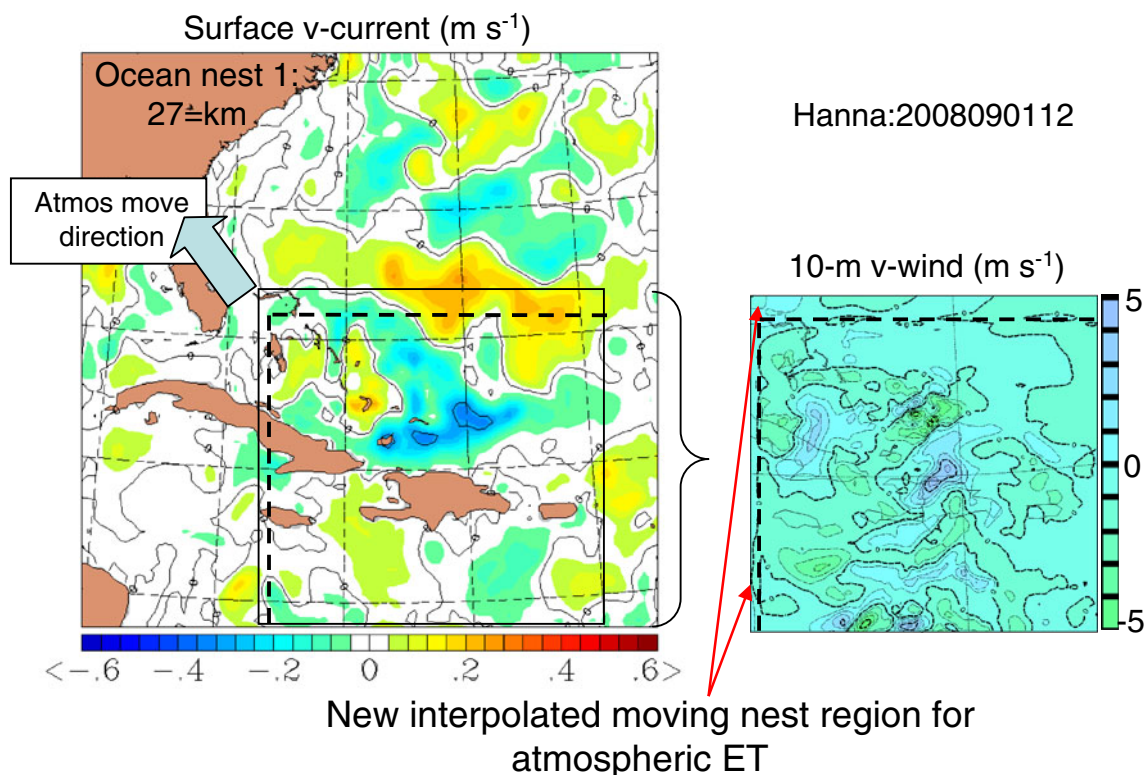 Surface v-current (m s-1)
Ocean nest 1:
27 km
Hanna:2008090112
Atmos move
direction
10-m v-wind (m s-1)
5
0
-5
<-.6 -.4 -.2 0 .2 .4 .6>
New interpolated moving nest region for
atmospheric ET